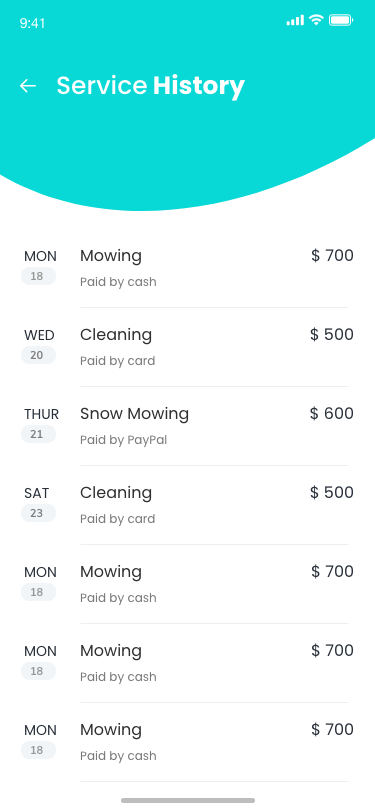 9:41
Service History
MON Mowing $ 700
18 Paid by cash
WED Cleaning $ 500
20 Paid by card
THUR Snow Mowing $ 600
21 Paid by PayPal
SAT Cleaning $ 500
23 Paid by card
MON Mowing $ 700
18 Paid by cash
MON Mowing $ 700
18 Paid by cash
MON Mowing $ 700
18 Paid by cash